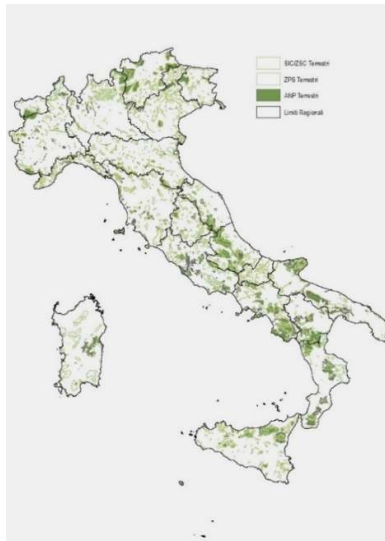 SIC/ZSC Terrestri
ZPS Terrestri
ANP Terrestri
Limiti Regionali